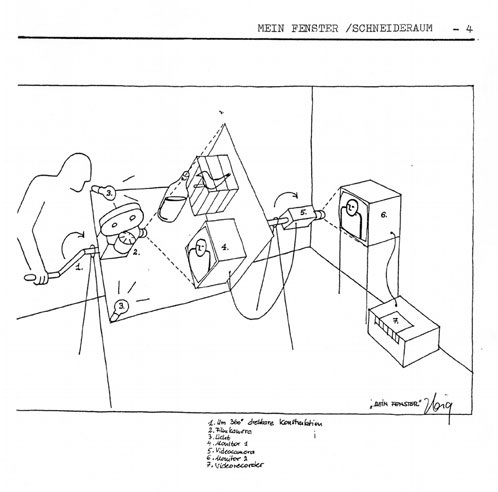 MEIN FENSTER /SCHNEIDERAUM - 4
3.
1.
2.
4.
5.
6.
3.
7.
"MEIN FENSTER"
1. Um 360° drehbare Konstruktion
2. Filmkamera
3. Licht
4. Monitor 1
5. Videocamera
6. Monitor 2
7. Videorecorder